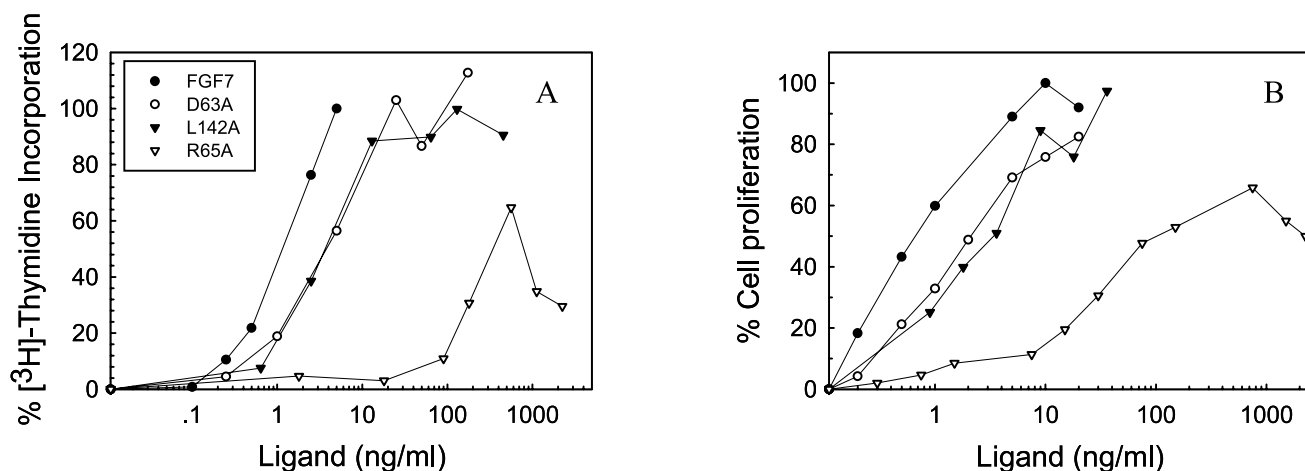 % [³H]-Thymidine Incorporation
120
100
80
60
40
20
0
FGF7
D63A
L142A
R65A
A
.1 1 10 100 1000
Ligand (ng/ml)
% Cell proliferation
100
80
60
40
20
0
B
1 10 100 1000
Ligand (ng/ml)